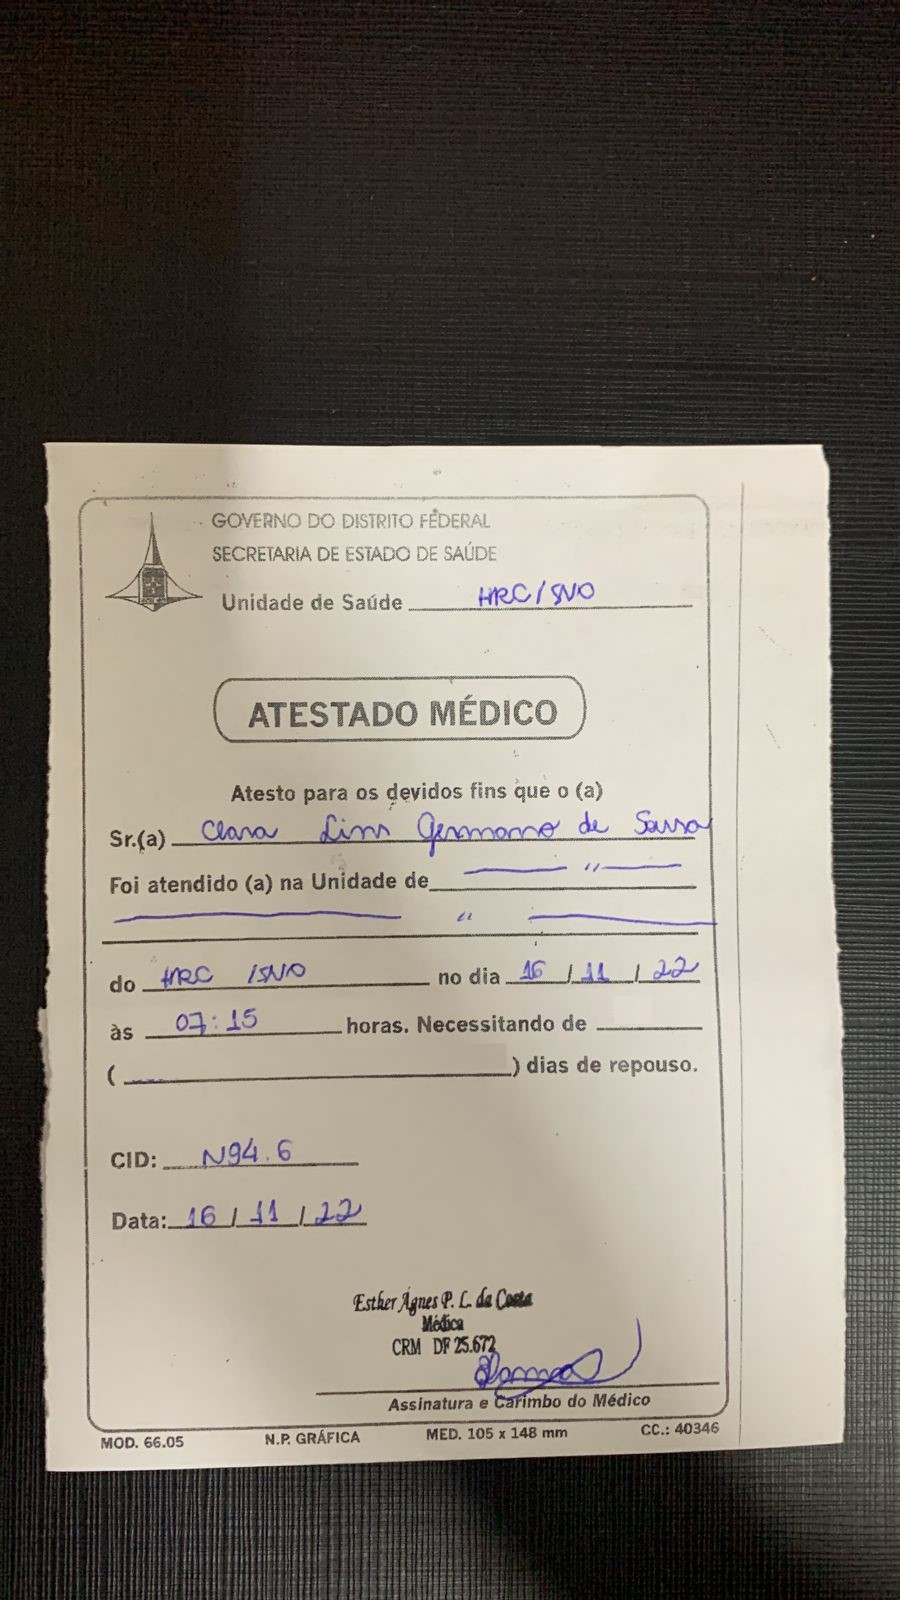 GOVERNO DO DISTRITO FEDERAL
SECRETARIA DE ESTADO DE SAÚDE
Unidade de Saúde HRC/SVO
ATESTADO MÉDICO
Atesto para os devidos fins que o (a)
Sr.(a) Clara Lins Germano de Sousa
Foi atendido (a) na Unidade de — " —
— " —
do HRC /SVO no dia 16/11/22
às 07:15 horas. Necessitando de
( ) dias de repouso.
CID: N94.6
Data: 16/11/22
Esther Ágnes P. L. da Costa
Médica
CRM DF 25.672
Assinatura e Carimbo do Médico
MOD. 66.05 N.P. GRÁFICA MED. 105 x 148 mm CC.: 40346